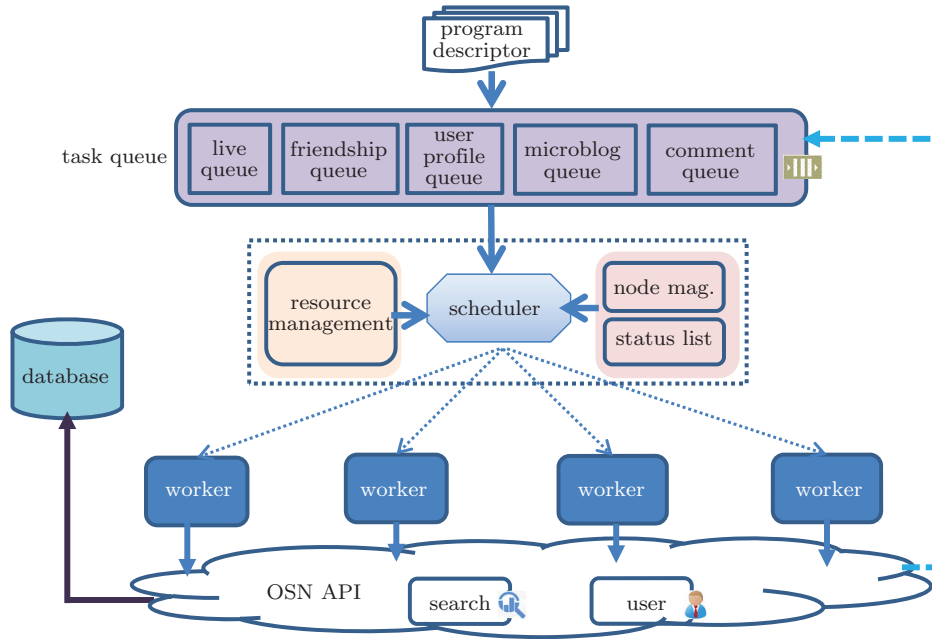 program
descriptor
task queue
live
queue
friendship
queue
user
profile
queue
microblog
queue
comment
queue
resource
management
scheduler
node mag.
status list
database
worker
worker
worker
worker
OSN API
search
user